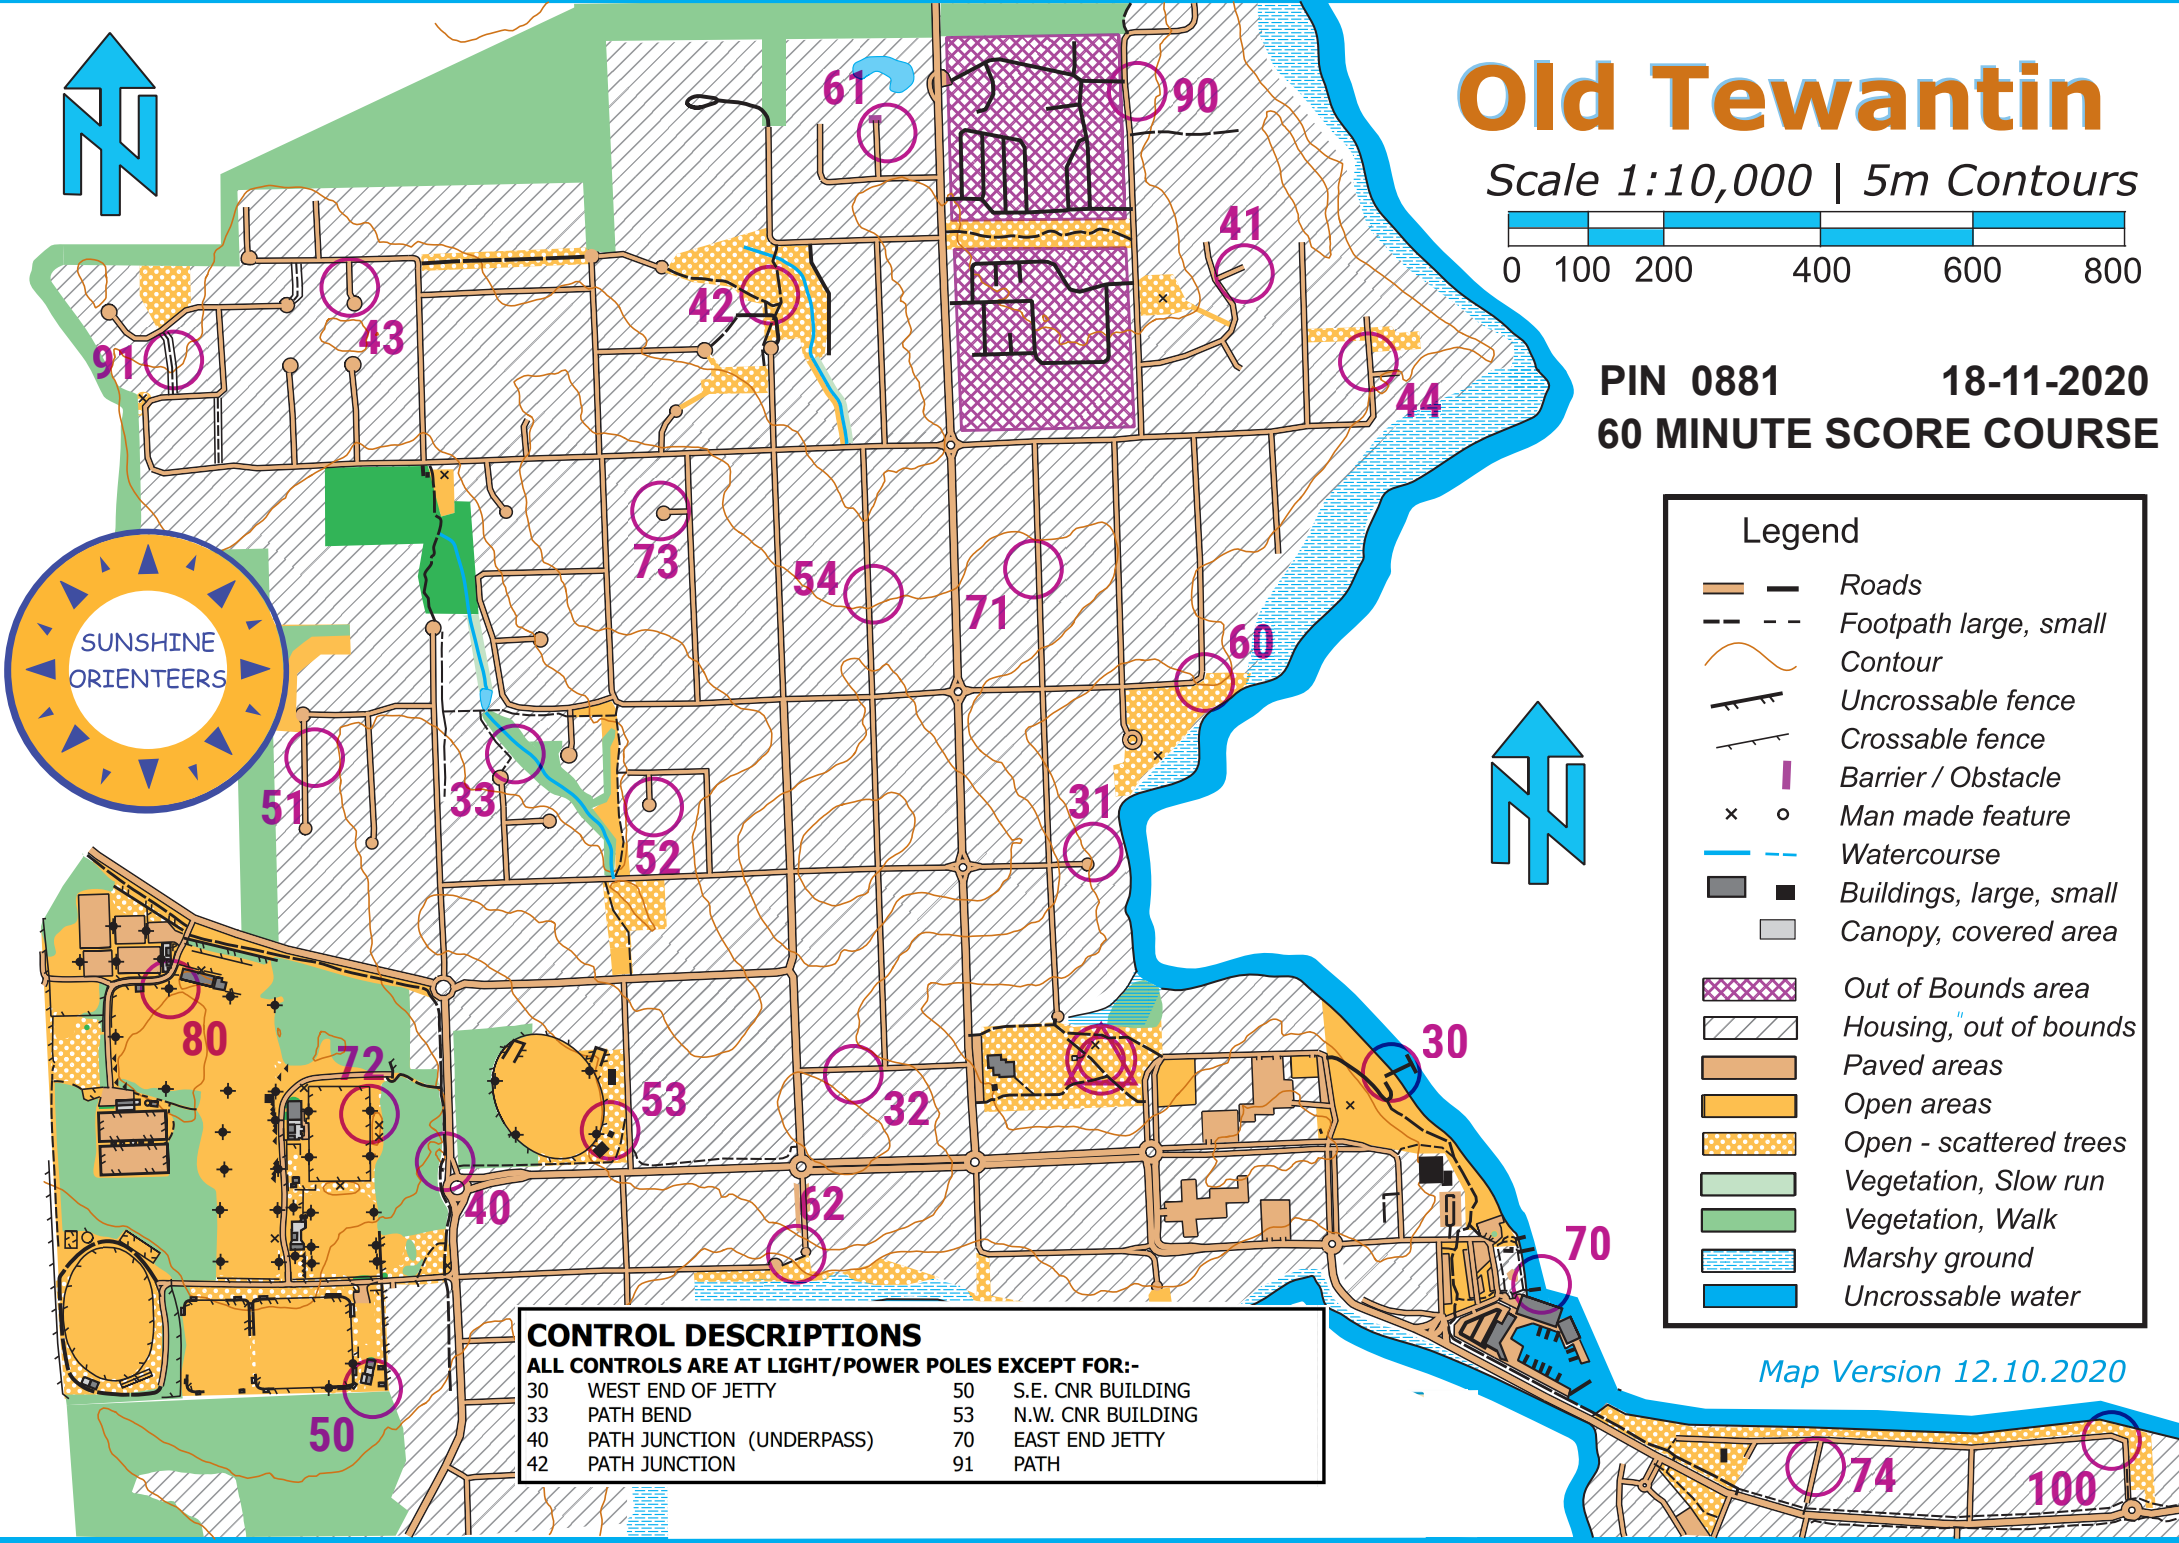 Old Tewantin
Scale 1:10,000 | 5m Contours
0 100 200 400 600 800
PIN 0881 18-11-2020
60 MINUTE SCORE COURSE
N
61
90
41
42
43
91
44
73
54
71
60
SUNSHINE
ORIENTEERS
51
33
52
31
80
72
53
32
30
40
62
70
50
74
100
N
Legend
Roads
Footpath large, small
Contour
Uncrossable fence
Crossable fence
Barrier / Obstacle
Man made feature
Watercourse
Buildings, large, small
Canopy, covered area
Out of Bounds area
Housing, "out of bounds
Paved areas
Open areas
Open - scattered trees
Vegetation, Slow run
Vegetation, Walk
Marshy ground
Uncrossable water
Map Version 12.10.2020
CONTROL DESCRIPTIONS
ALL CONTROLS ARE AT LIGHT/POWER POLES EXCEPT FOR:-
30 WEST END OF JETTY 50 S.E. CNR BUILDING
33 PATH BEND 53 N.W. CNR BUILDING
40 PATH JUNCTION (UNDERPASS) 70 EAST END JETTY
42 PATH JUNCTION 91 PATH